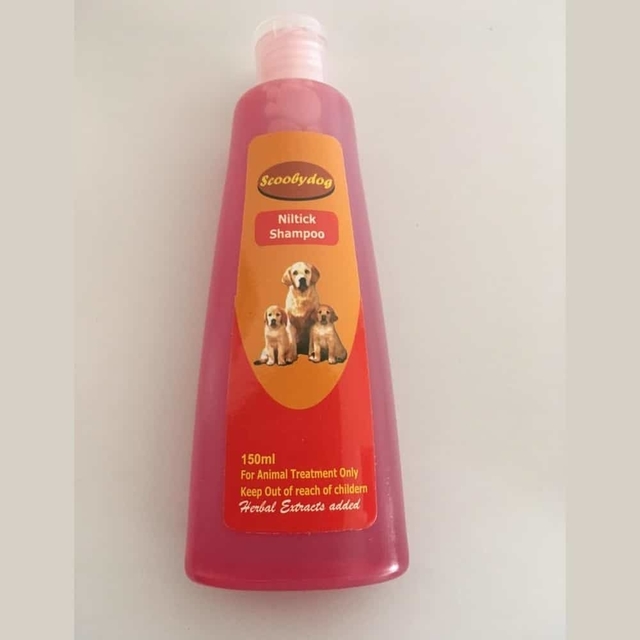 Scoobydog
Niltick
Shampoo
150ml
For Animal Treatment Only
Keep Out of reach of childern
Herbal Extracts added